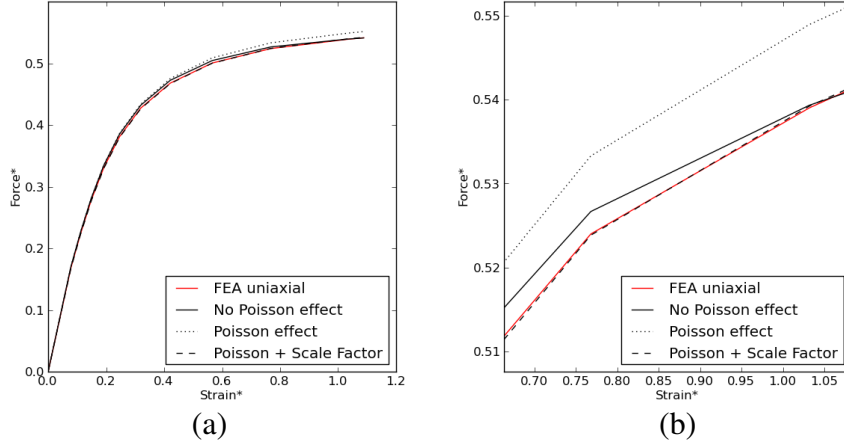 0.5
0.4
0.3
0.2
0.1
0.0
0.0 0.2 0.4 0.6 0.8 1.0 1.2
Force*
Strain*
FEA uniaxial
No Poisson effect
Poisson effect
Poisson + Scale Factor
(a)
0.55
0.54
0.53
0.52
0.51
0.70 0.75 0.80 0.85 0.90 0.95 1.00 1.05
Force*
Strain*
FEA uniaxial
No Poisson effect
Poisson effect
Poisson + Scale Factor
(b)